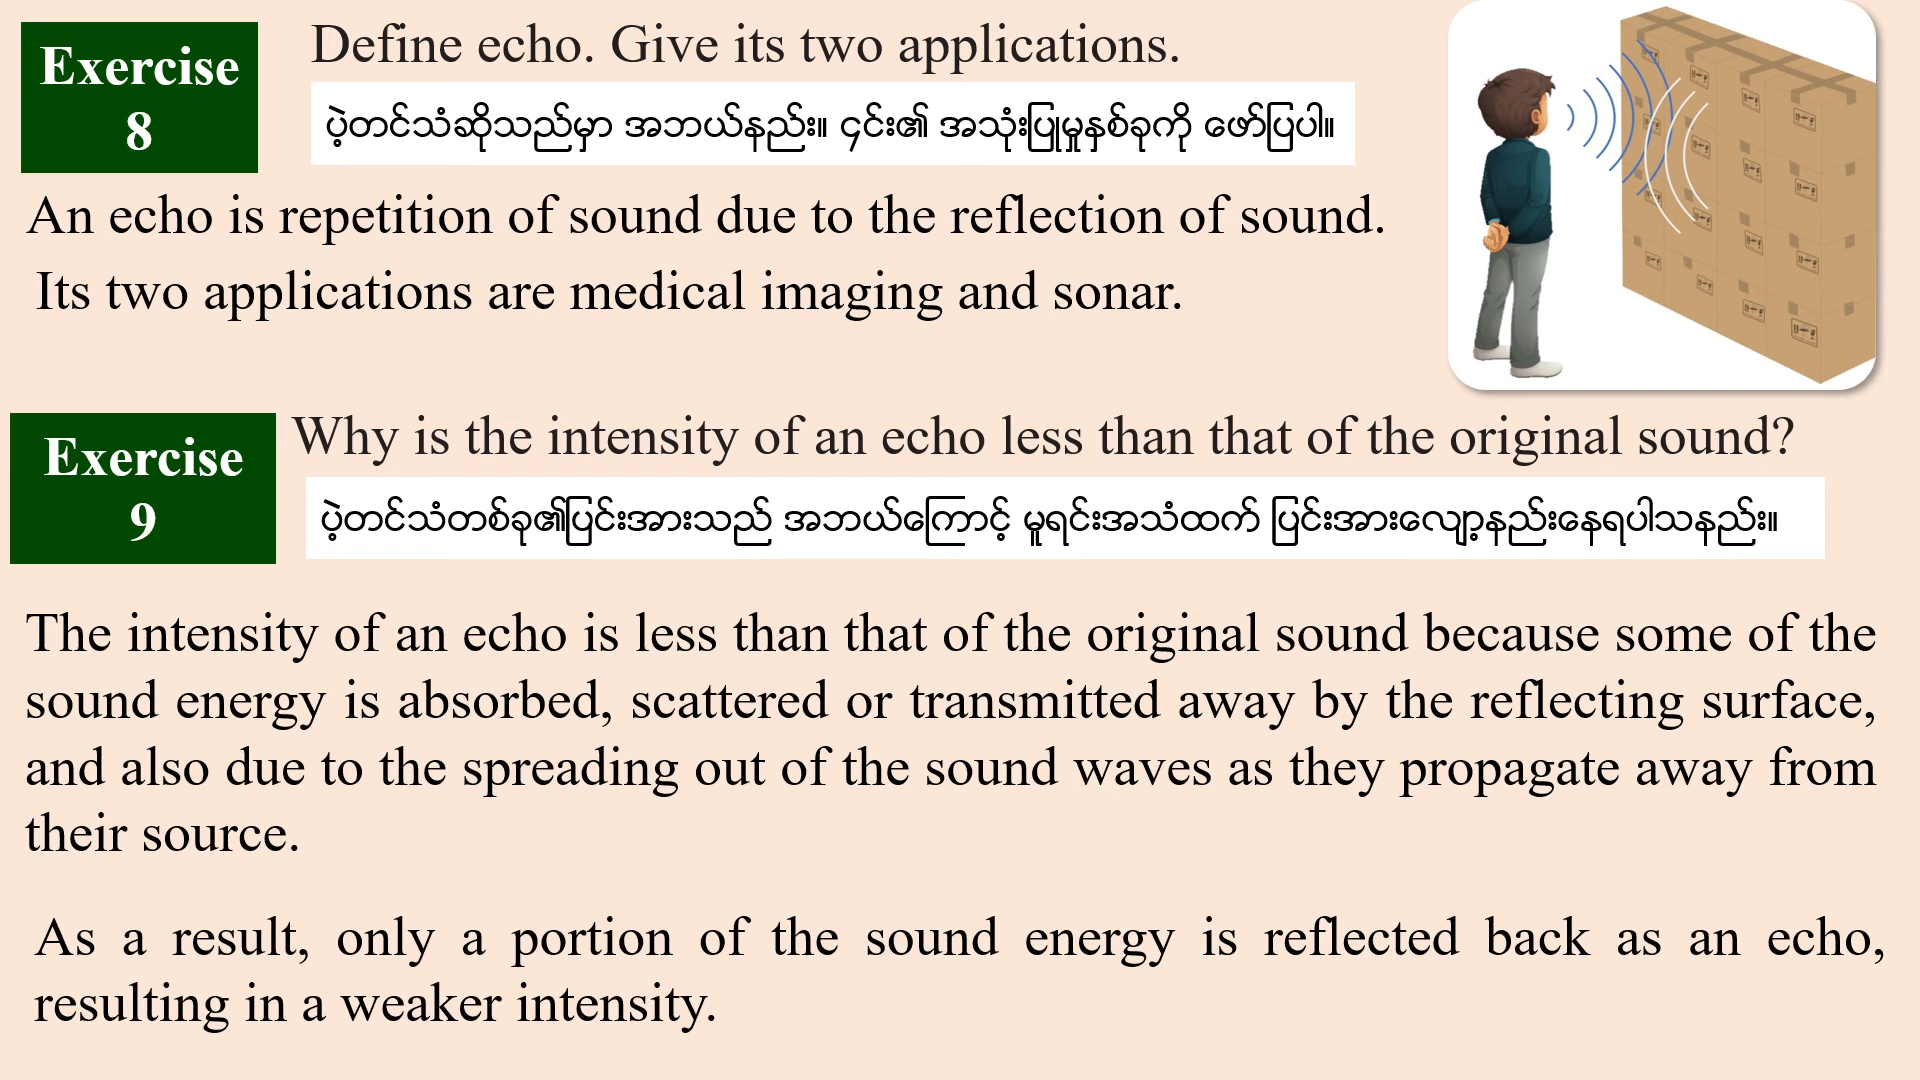 Exercise
8
Define echo. Give its two applications.
ပဲ့တင်သံဆိုသည်မှာ အဘယ်နည်း။ ၄င်း၏ အသုံးပြုမှုနှစ်ခုကို ဖော်ပြပါ။
An echo is repetition of sound due to the reflection of sound.
Its two applications are medical imaging and sonar.
Exercise
9
Why is the intensity of an echo less than that of the original sound?
ပဲ့တင်သံတစ်ခု၏ပြင်းအားသည် အဘယ်ကြောင့် မူရင်းအသံထက် ပြင်းအားလျော့နည်းနေရပါသနည်း။
The intensity of an echo is less than that of the original sound because some of the
sound energy is absorbed, scattered or transmitted away by the reflecting surface,
and also due to the spreading out of the sound waves as they propagate away from
their source.
As a result, only a portion of the sound energy is reflected back as an echo,
resulting in a weaker intensity.